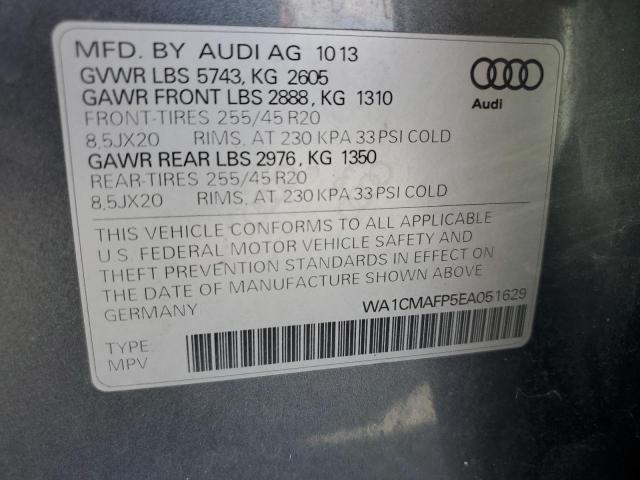 MFD. BY AUDI AG 10 13
GVWR LBS 5743, KG 2605
GAWR FRONT LBS 2888, KG 1310
FRONT-TIRES 255/45 R20
8,5JX20 RIMS, AT 230 KPA 33 PSI COLD
GAWR REAR LBS 2976, KG 1350
REAR-TIRES 255/45 R20
8,5JX20 RIMS, AT 230 KPA 33 PSI COLD
Audi
THIS VEHICLE CONFORMS TO ALL APPLICABLE
U.S. FEDERAL MOTOR VEHICLE SAFETY AND
THEFT PREVENTION STANDARDS IN EFFECT ON
THE DATE OF MANUFACTURE SHOWN ABOVE
GERMANY WA1CMAFP5EA051629
TYPE:
MPV